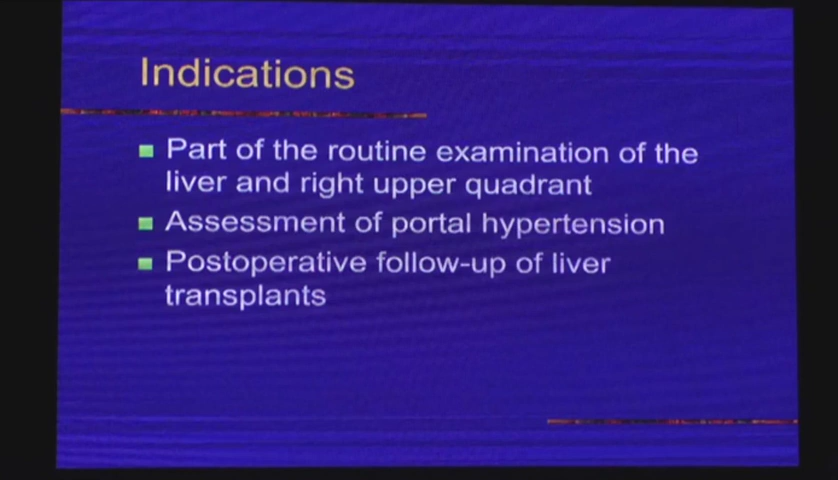 Indications
Part of the routine examination of the
liver and right upper quadrant
Assessment of portal hypertension
Postoperative follow-up of liver
transplants